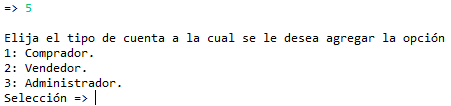 => 5
Elija el tipo de cuenta a la cual se le desea agregar la opción
1: Comprador.
2: Vendedor.
3: Administrador.
Selección =>